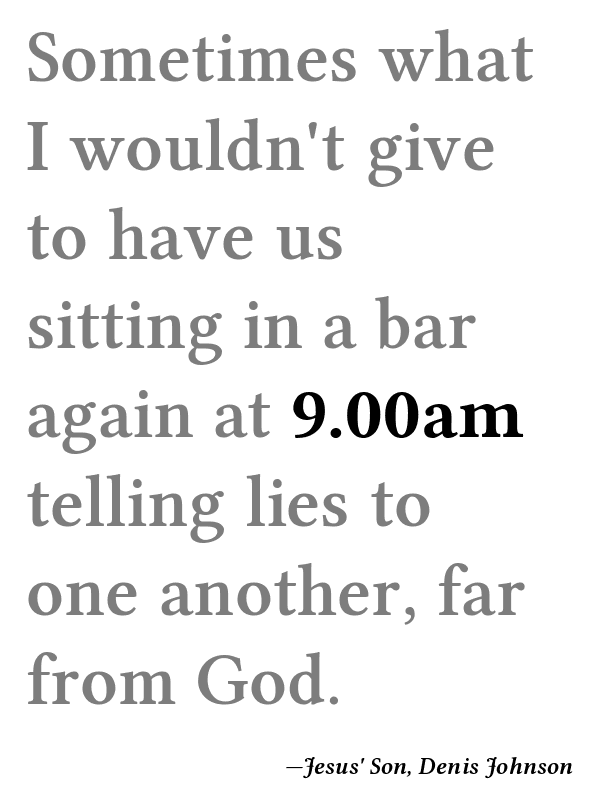 Sometimes what
I wouldn't give
to have us
sitting in a bar
again at 9.00am
telling lies to
one another, far
from God.
—Jesus' Son, Denis Johnson